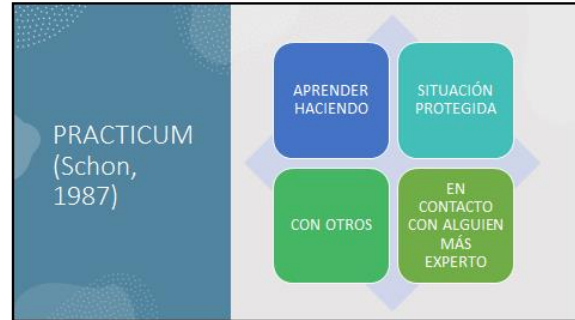 PRACTICUM
(Schon,
1987)
APRENDER
HACIENDO
SITUACIÓN
PROTEGIDA
CON OTROS
EN
CONTACTO
CON ALGUIEN
MÁS
EXPERTO